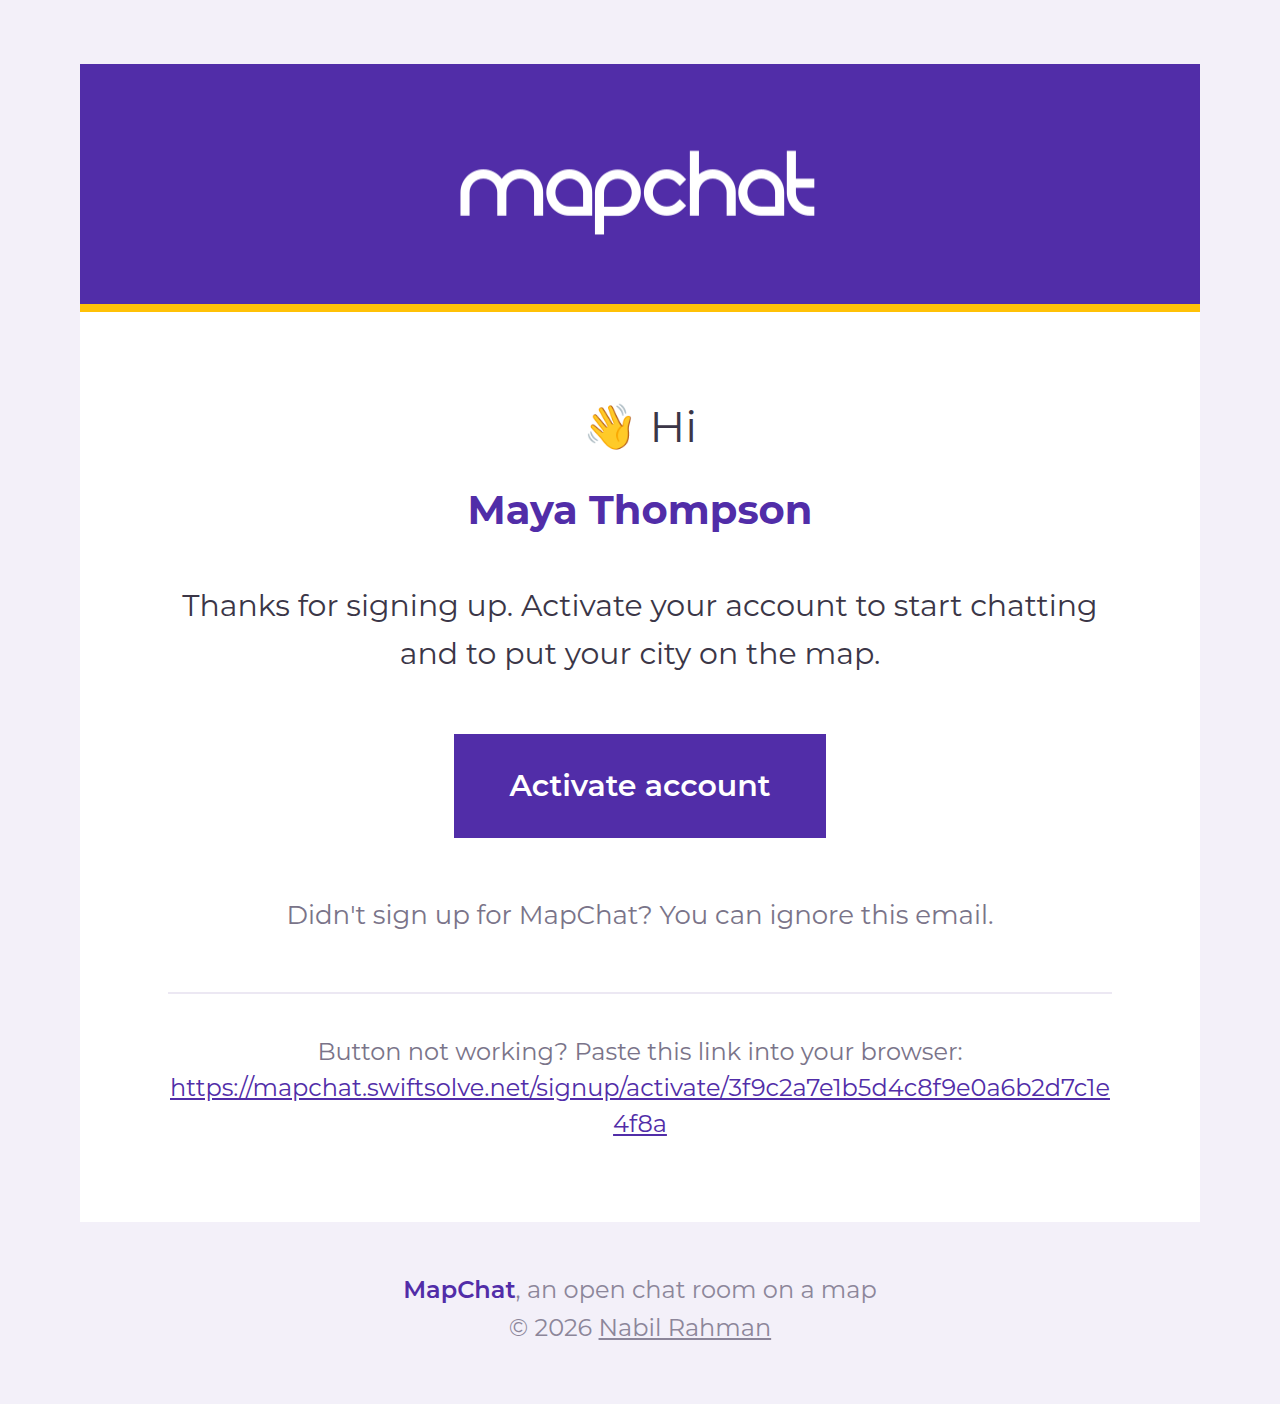 mapchat
👋 Hi
Maya Thompson
Thanks for signing up. Activate your account to start chatting
and to put your city on the map.
Activate account
Didn't sign up for MapChat? You can ignore this email.
Button not working? Paste this link into your browser:
https://mapchat.swiftsolve.net/signup/activate/3f9c2a7e1b5d4c8f9e0a6b2d7c1e
4f8a
MapChat, an open chat room on a map
© 2026 Nabil Rahman